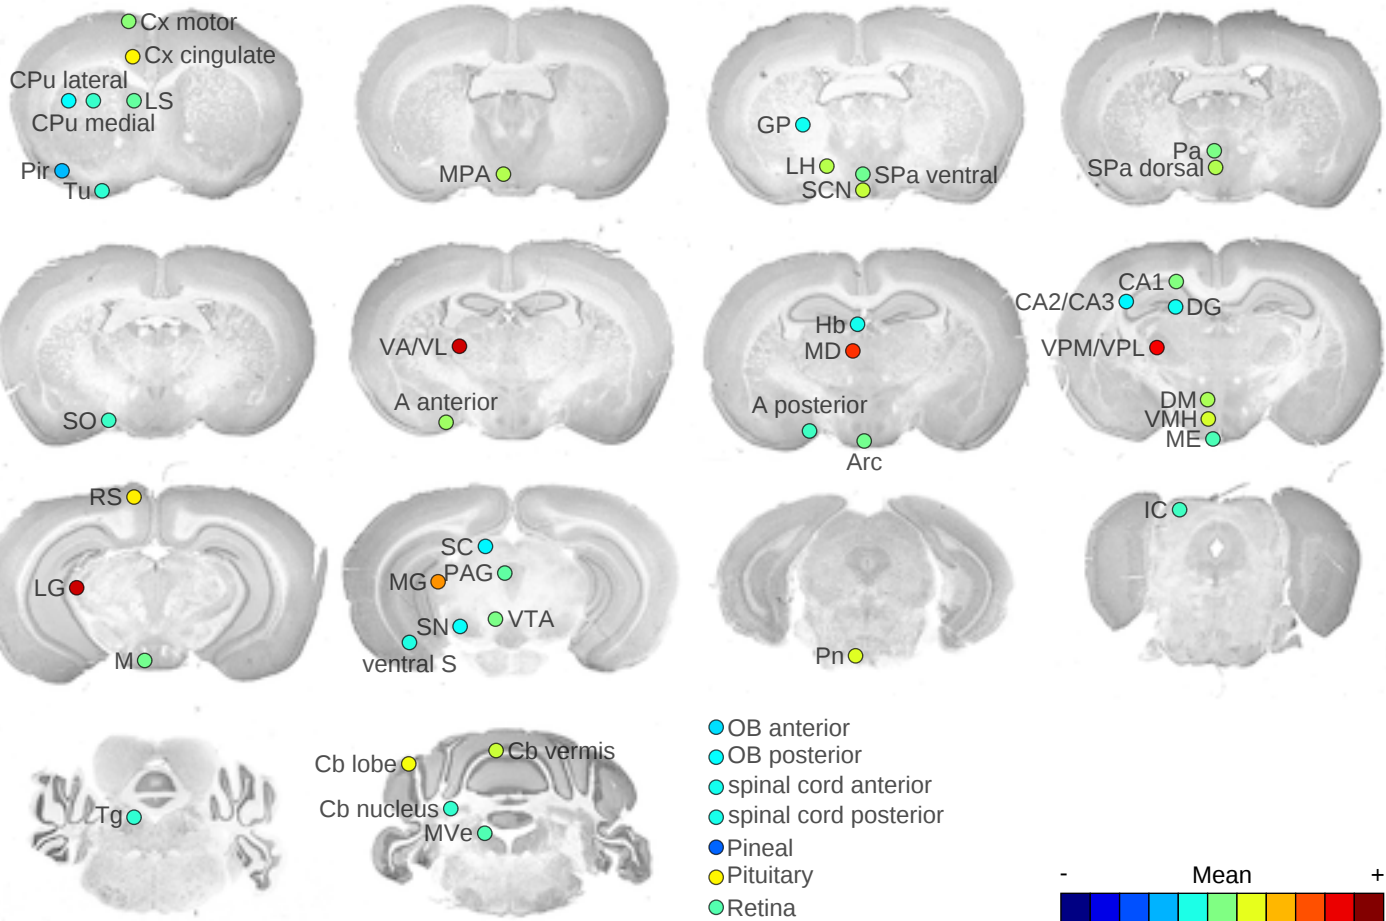 Cx motor
Cx cingulate
CPu lateral
LS
CPu medial
Pir
Tu
MPA
GP
LH
SPa ventral
SCN
Pa
SPa dorsal
SO
VA/VL
A anterior
Hb
MD
A posterior
Arc
CA1
CA2/CA3
DG
VPM/VPL
DM
VMH
ME
RS
LG
M
SC
MG
PAG
SN
VTA
ventral S
Pn
IC
Tg
Cb lobe
Cb vermis
Cb nucleus
MVe
OB anterior
OB posterior
spinal cord anterior
spinal cord posterior
Pineal
Pituitary
Retina
- Mean +